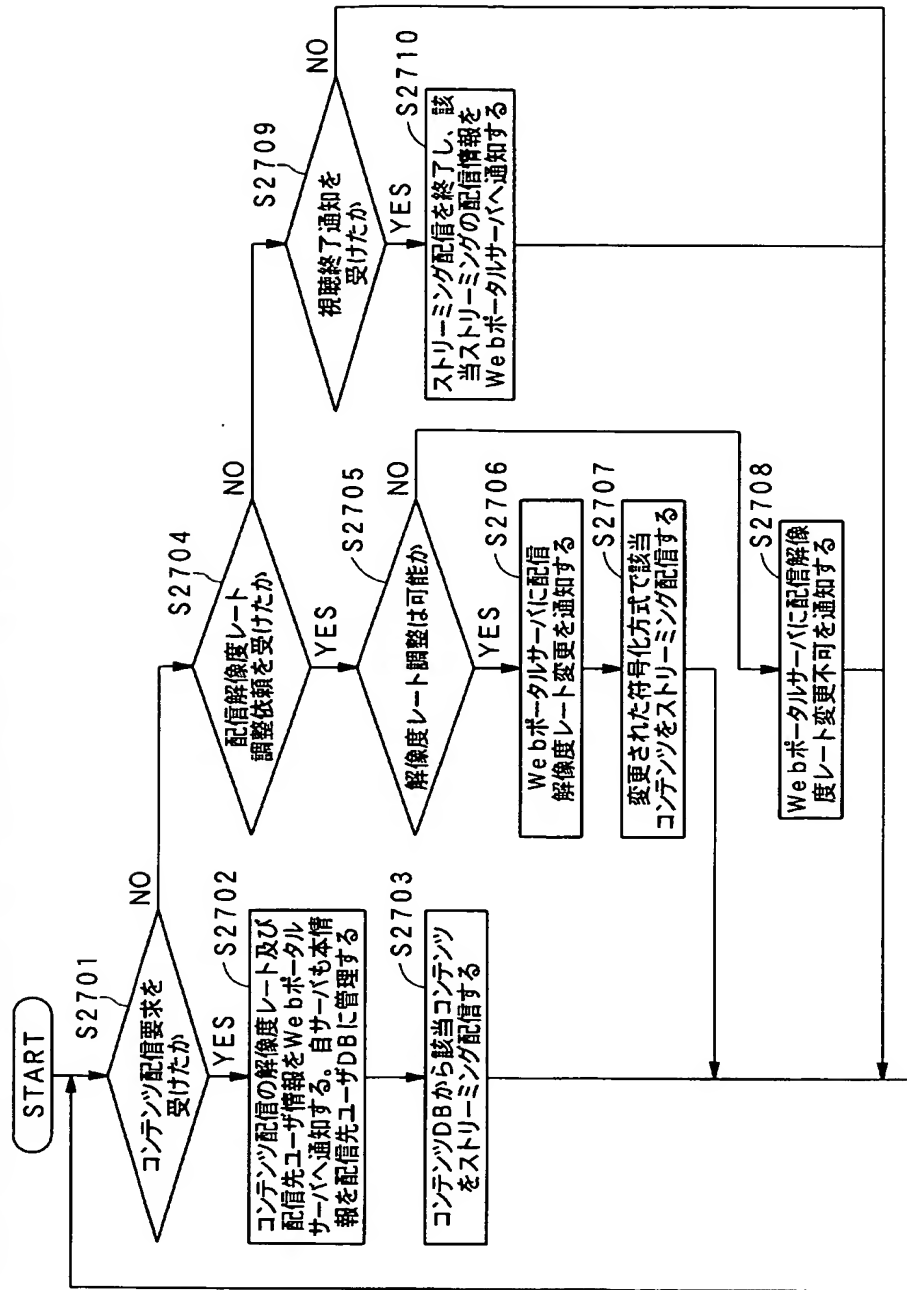 START
S2701
コンテンツ配信要求を
受けたか
NO
YES
S2702
コンテンツ配信の解像度レート及び
配信先ユーザ情報をWebポータル
サーバへ通知する。自サーバも本情
報を配信先ユーザDBに管理する
S2703
コンテンツDBから該当コンテンツ
をストリーミング配信する
S2704
配信解像度レート
調整依頼を受けたか
NO
YES
S2705
解像度レート調整は可能か
NO
YES
S2706
Webポータルサーバに配信
解像度レート変更を通知する
S2707
変更された符号化方式で該当
コンテンツをストリーミング配信する
S2708
Webポータルサーバに配信解像
度レート変更不可を通知する
S2709
視聴終了通知を
受けたか
NO
YES
S2710
ストリーミング配信を終了し、該
当ストリーミングの配信情報を
Webポータルサーバへ通知する